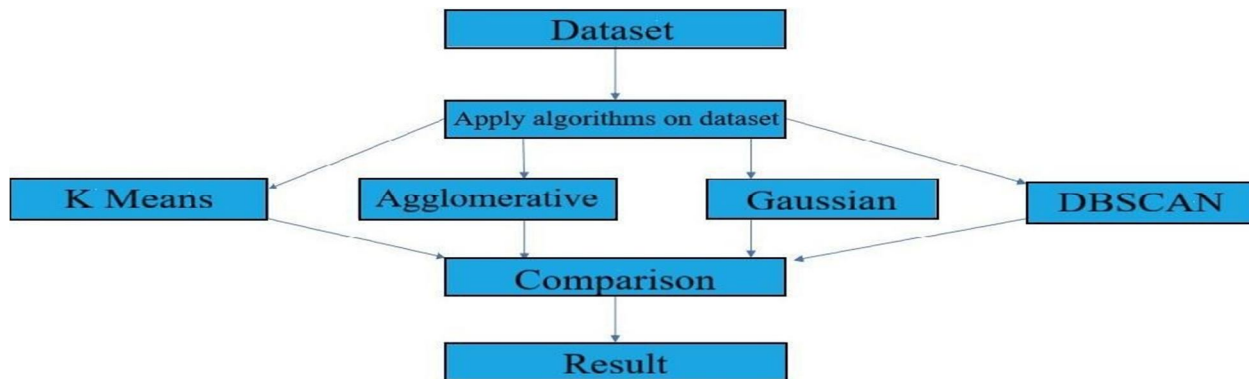 Dataset
Apply algorithms on dataset
K Means
Agglomerative
Gaussian
DBSCAN
Comparison
Result